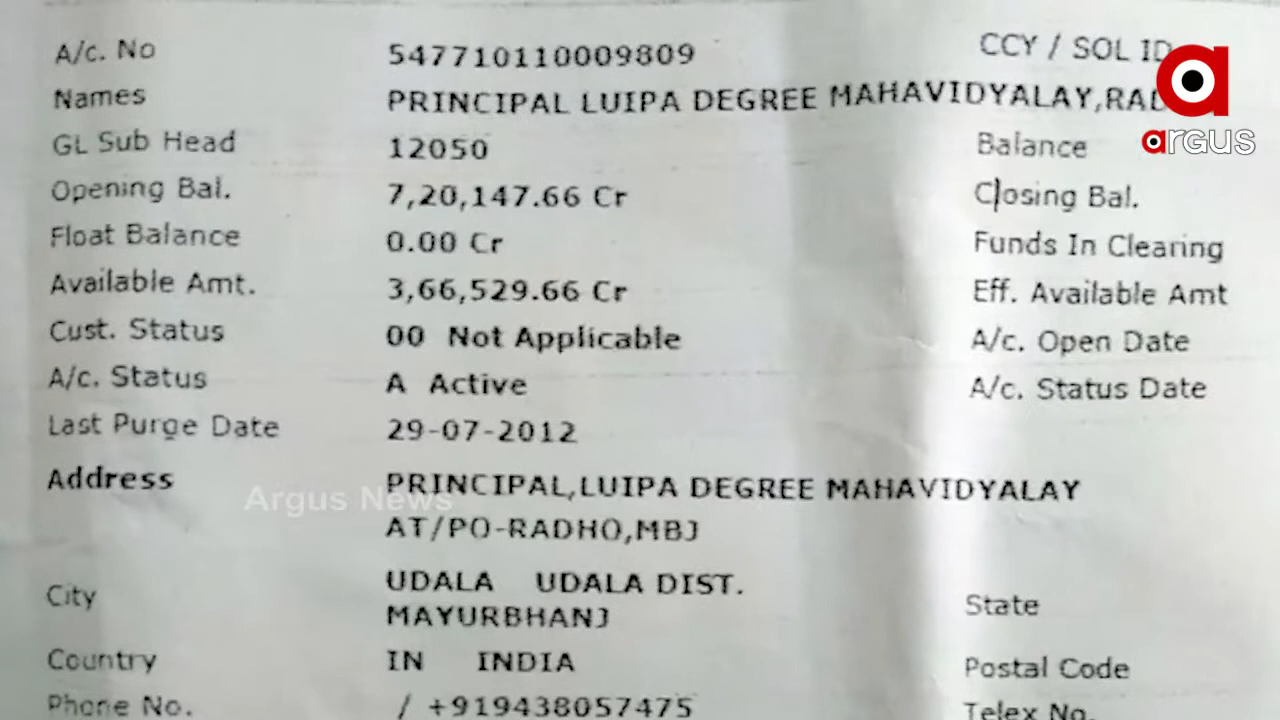 A/c. No 547710110009809 CCY / SOL ID
Names PRINCIPAL LUIPA DEGREE MAHAVIDYALAY,RAD
argus
GL Sub Head 12050 Balance
Opening Bal. 7,20,147.66 Cr Closing Bal.
Float Balance 0.00 Cr Funds In Clearing
Available Amt. 3,66,529.66 Cr Eff. Available Amt
Cust. Status 00 Not Applicable A/c. Open Date
A/c. Status A Active A/c. Status Date
Last Purge Date 29-07-2012
Address PRINCIPAL,LUIPA DEGREE MAHAVIDYALAY
Argus News
AT/PO-RADHO,MBJ
City UDALA UDALA DIST. State
MAYURBHANJ
Country IN INDIA Postal Code
Phone No. / +919438057475 Telex No.